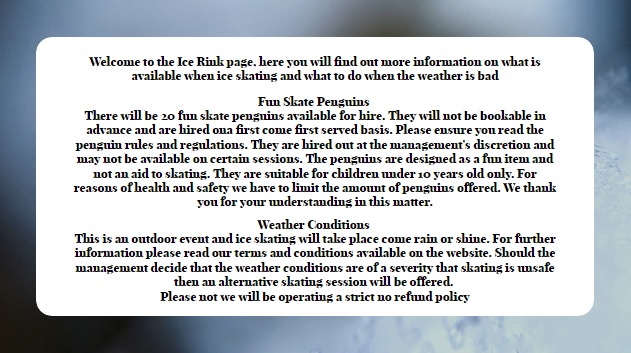 Welcome to the Ice Rink page, here you will find out more information on what is
available when ice skating and what to do when the weather is bad
Fun Skate Penguins
There will be 20 fun skate penguins available for hire. They will not be bookable in
advance and are hired ona first come first served basis. Please ensure you read the
penguin rules and regulations. They are hired out at the management's discretion and
may not be available on certain sessions. The penguins are designed as a fun item and
not an aid to skating. They are suitable for children under 10 years old only. For
reasons of health and safety we have to limit the amount of penguins offered. We thank
you for your understanding in this matter.
Weather Conditions
This is an outdoor event and ice skating will take place come rain or shine. For further
information please read our terms and conditions available on the website. Should the
management decide that the weather conditions are of a severity that skating is unsafe
then an alternative skating session will be offered.
Please not we will be operating a strict no refund policy